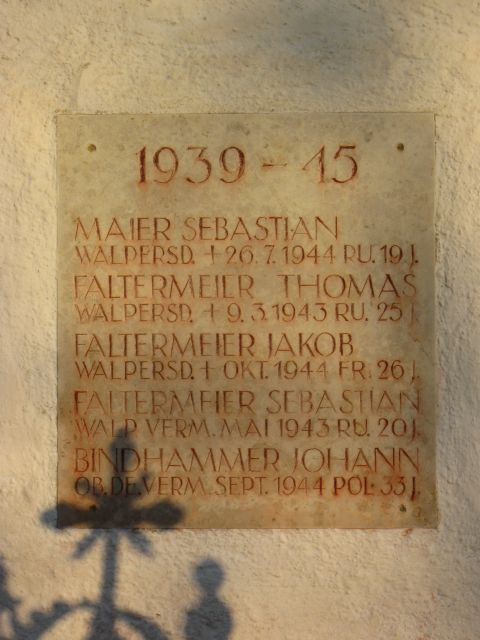 1939 - 45
MAIER SEBASTIAN
WALPERSD. + 26. 7. 1944 RU. 19 J.
FALTERMEIER THOMAS
WALPERSD. + 9. 3. 1943 RU. 25 J.
FALTERMEIER JAKOB
WALPERSD. + OKT. 1944 FR. 26 J.
FALTERMEIER SEBASTIAN
WALP. VERM. MAI 1943 RU. 20 J.
BINDHAMMER JOHANN
OB. DE. VERM. SEPT. 1944 POL. 33 J.